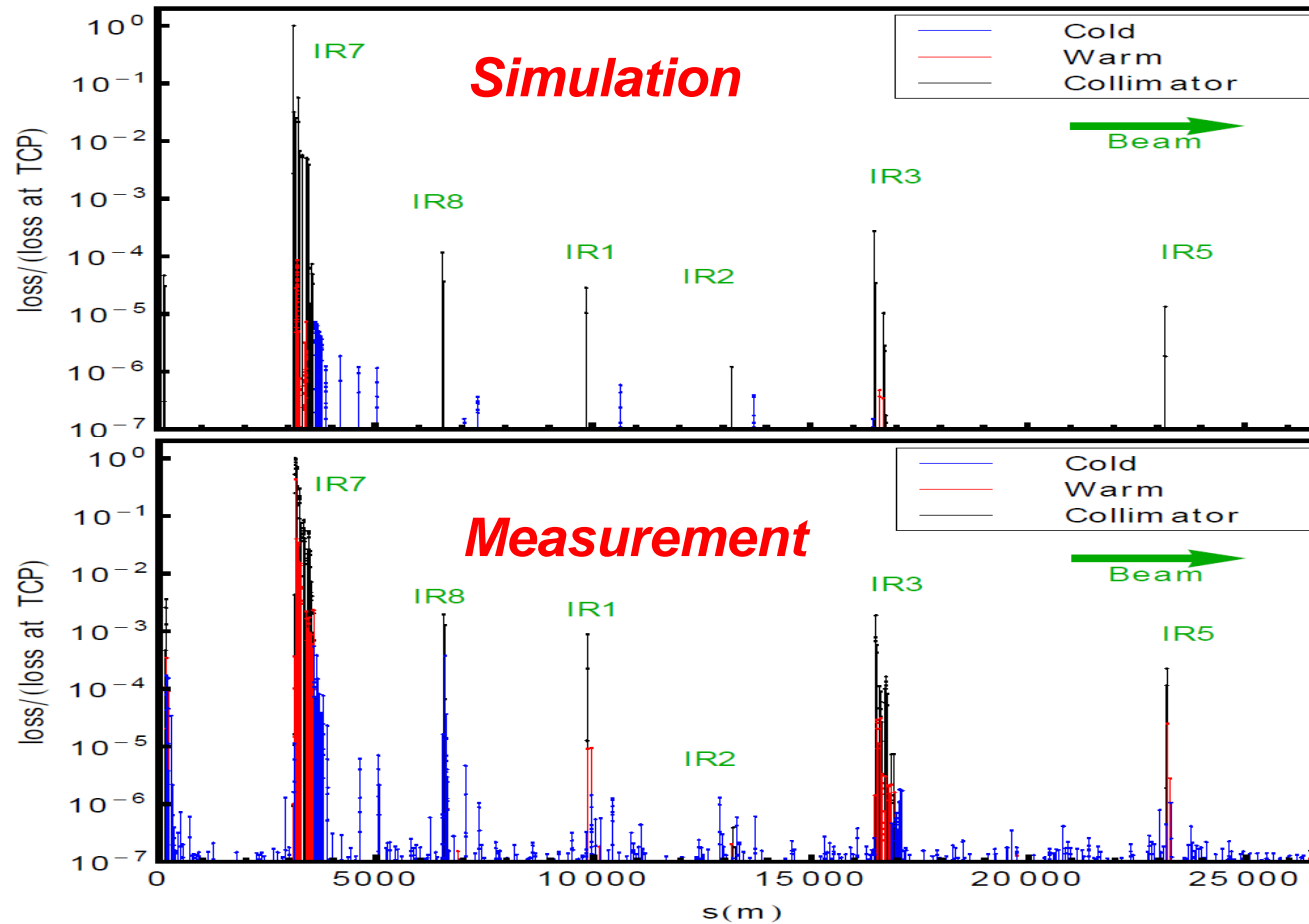 Simulation
Cold
Warm
Collimator
Beam
IR7
IR8
IR1
IR2
IR3
IR5
loss/(loss at TCP)
10⁰
10⁻¹
10⁻²
10⁻³
10⁻⁴
10⁻⁵
10⁻⁶
10⁻⁷
Measurement
Cold
Warm
Collimator
Beam
IR7
IR8
IR1
IR2
IR3
IR5
loss/(loss at TCP)
10⁰
10⁻¹
10⁻²
10⁻³
10⁻⁴
10⁻⁵
10⁻⁶
10⁻⁷
0 5000 10000 15000 20000 25000
s(m)